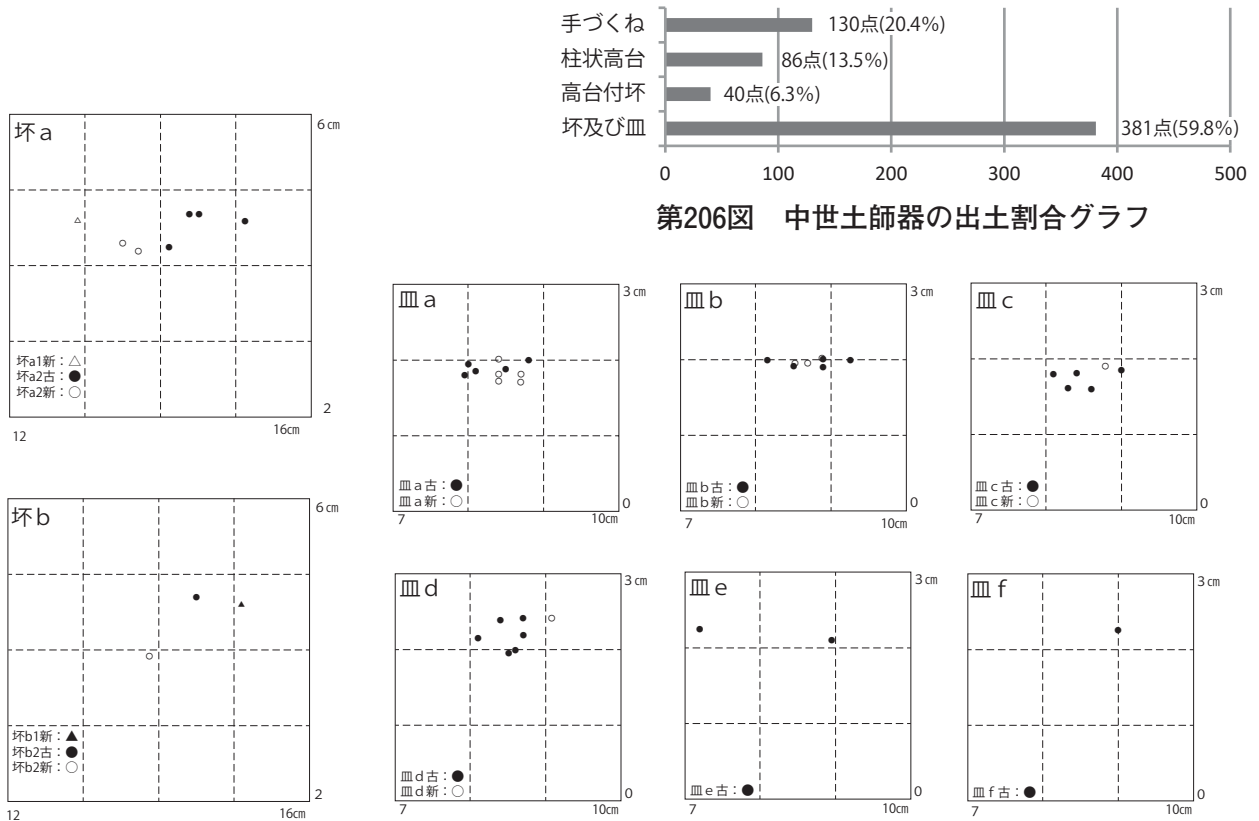 手づくね
130点(20.4%)
柱状高台
86点(13.5%)
高台付坏
40点(6.3%)
坏及び皿
381点(59.8%)
0 100 200 300 400 500
第206図 中世土師器の出土割合グラフ
坏a
6㎝
坏a1新：△
坏a2古：●
坏a2新：○
2
12
16㎝
坏b
6㎝
坏b1新：▲
坏b2古：●
坏b2新：○
2
12
16㎝
皿a
3㎝
皿a古：●
皿a新：○
0
7
10㎝
皿b
3㎝
皿b古：●
皿b新：○
0
7
10㎝
皿c
3㎝
皿c古：●
皿c新：○
0
7
10㎝
皿d
3㎝
皿d古：●
皿d新：○
0
7
10㎝
皿e
3㎝
皿e古：●
0
7
10㎝
皿f
3㎝
皿f古：●
0
7
10㎝